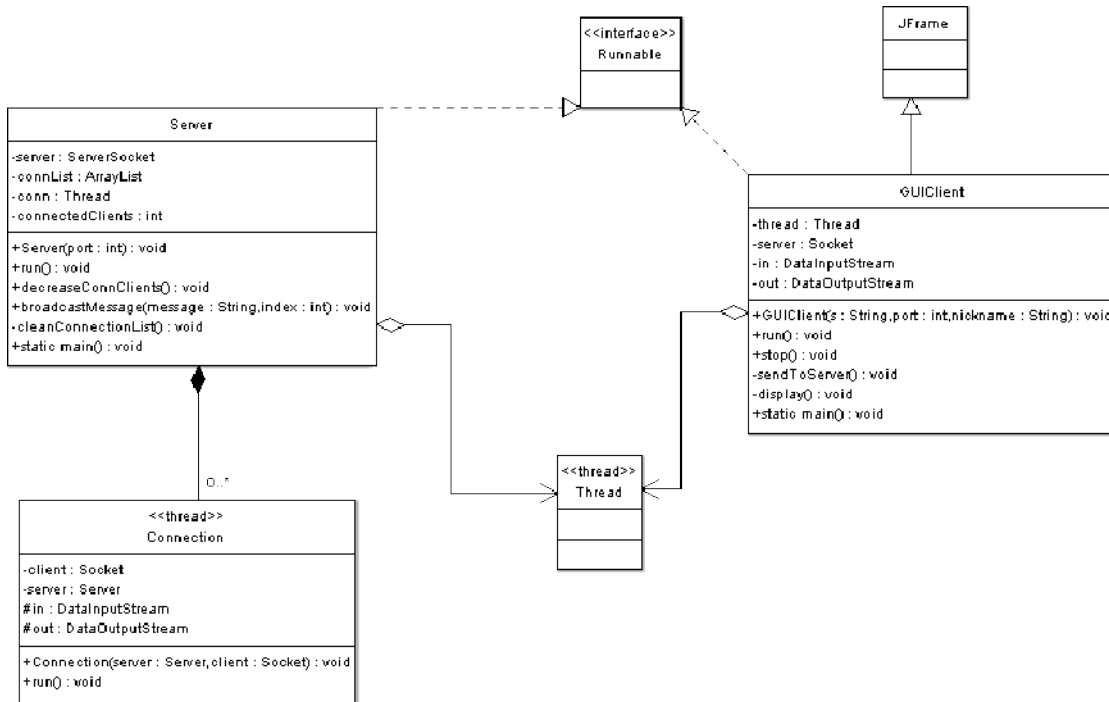 JFrame
<<interface>>
Runnable
Server
-server : ServerSocket
-connList : ArrayList
-conn : Thread
-connectedClients : int
+Server(port : int) : void
+run() : void
+decreaseConnClients() : void
+broadcastMessage(message : String,index : int) : void
-cleanConnectionList() : void
+static main() : void
GUIClient
-thread : Thread
-server : Socket
-in : DataInputStream
-out : DataOutputStream
+GUIClient(s : String,port : int,nickname : String) : void
+run() : void
+stop() : void
-sendToServer() : void
-display() : void
+static main() : void
<<thread>>
Thread
0..*
<<thread>>
Connection
-client : Socket
-server : Server
#in : DataInputStream
#out : DataOutputStream
+Connection(server : Server,client : Socket) : void
+run() : void